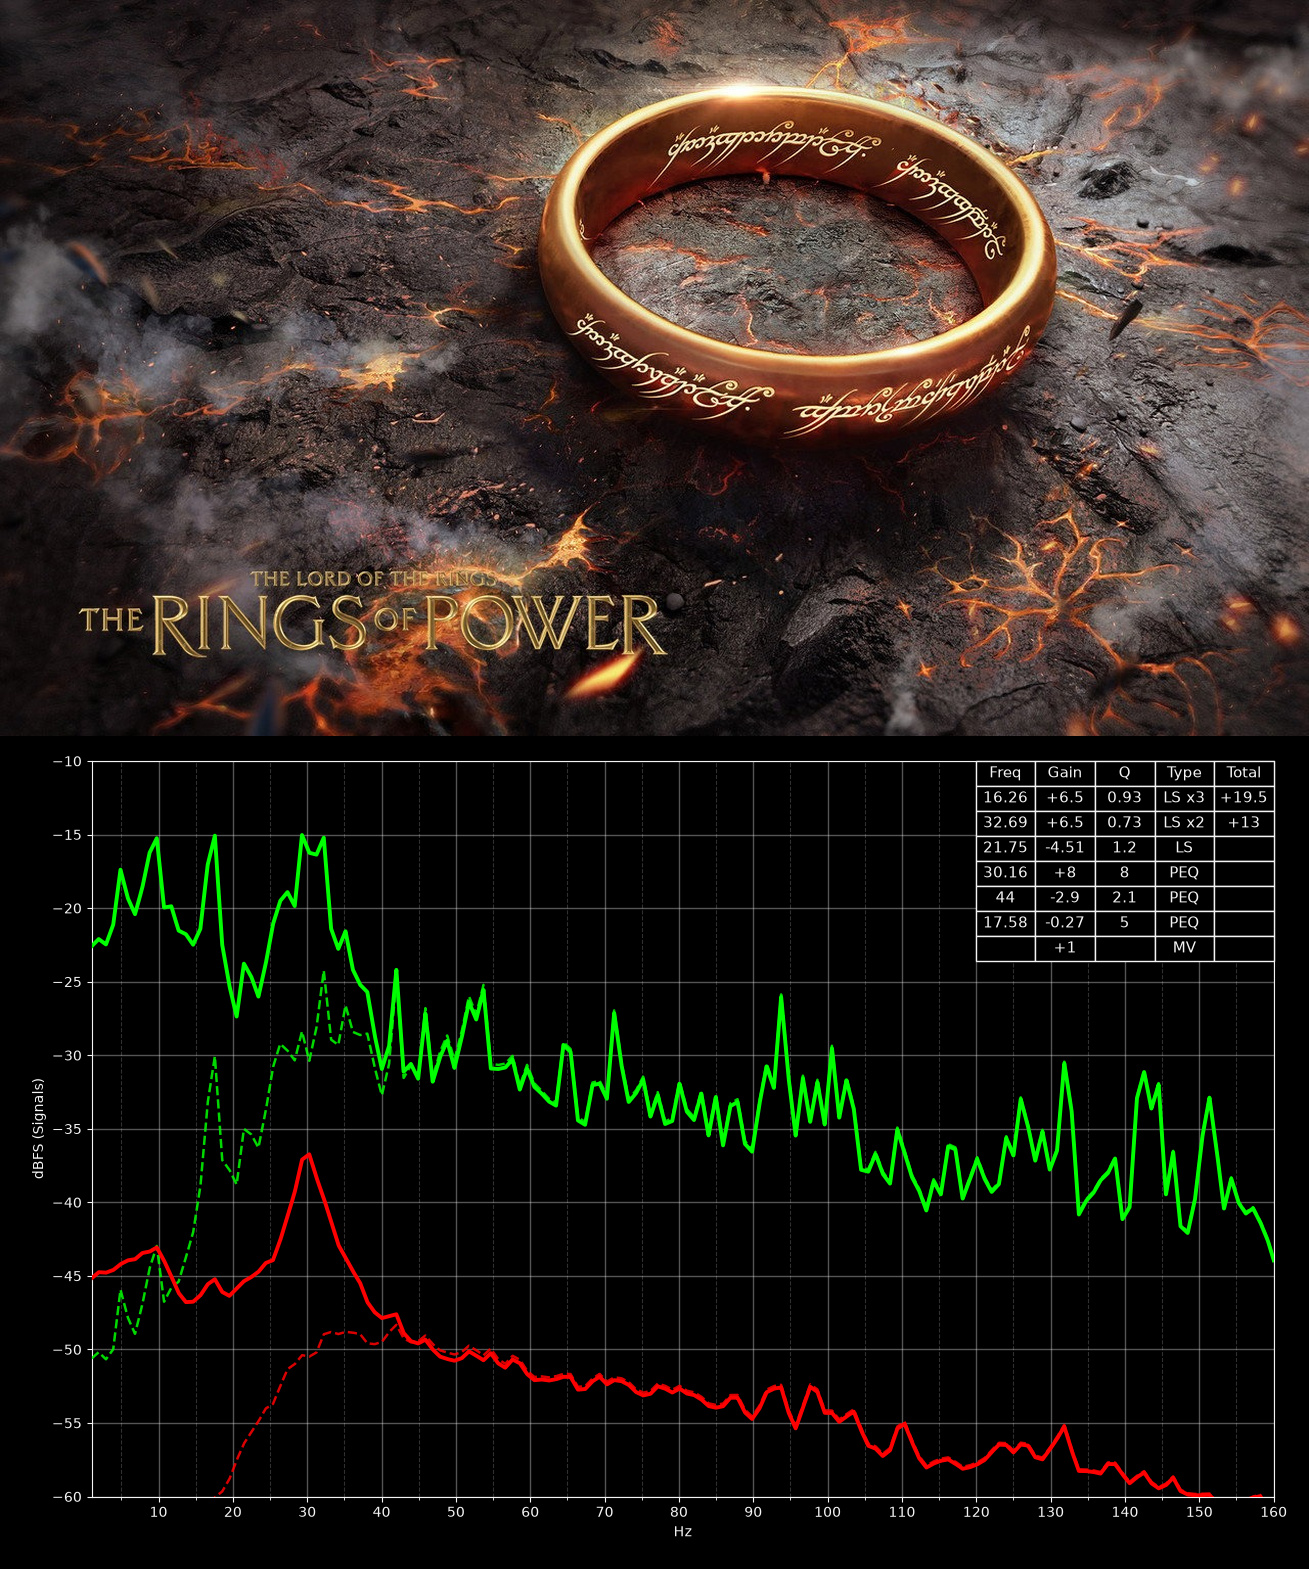 THE LORD OF THE RINGS
THE RINGS OF POWER
Freq Gain Q Type Total
16.26 +6.5 0.93 LS x3 +19.5
32.69 +6.5 0.73 LS x2 +13
21.75 -4.51 1.2 LS
30.16 +8 8 PEQ
44 -2.9 2.1 PEQ
17.58 -0.27 5 PEQ
+1 MV
−10
−15
−20
−25
−30
−35
−40
−45
−50
−55
−60
dBFS (Signals)
10 20 30 40 50 60 70 80 90 100 110 120 130 140 150 160
Hz